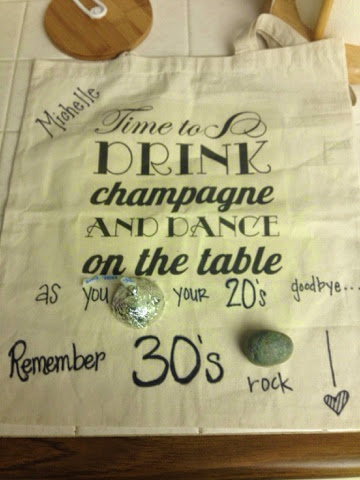 Michelle
Time to
DRINK
champagne
AND DANCE
on the table
as you your 20's goodbye...
Remember 30's rock !